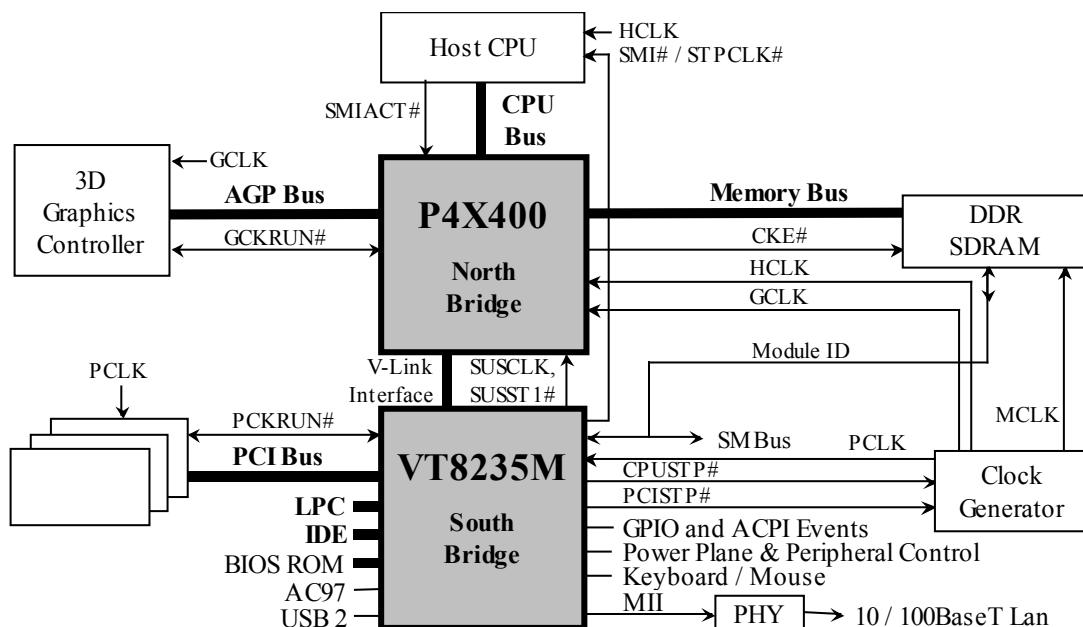 Host CPU
HCLK
SMI# / STPCLK#
SMIACT#
CPU
Bus
3D
Graphics
Controller
GCLK
AGP Bus
GCKRUN#
P4X400
North
Bridge
Memory Bus
CKE#
HCLK
GCLK
DDR
SDRAM
V-Link
Interface
SUSCLK,
SUSST1#
Module ID
MCLK
PCLK
PCKRUN#
PCI Bus
VT8235M
South
Bridge
SMBus
PCLK
CPUSTP#
PCISTP#
Clock
Generator
LPC
IDE
BIOS ROM
AC97
USB 2
GPIO and ACPI Events
Power Plane & Peripheral Control
Keyboard / Mouse
MII
PHY
10 / 100BaseT Lan